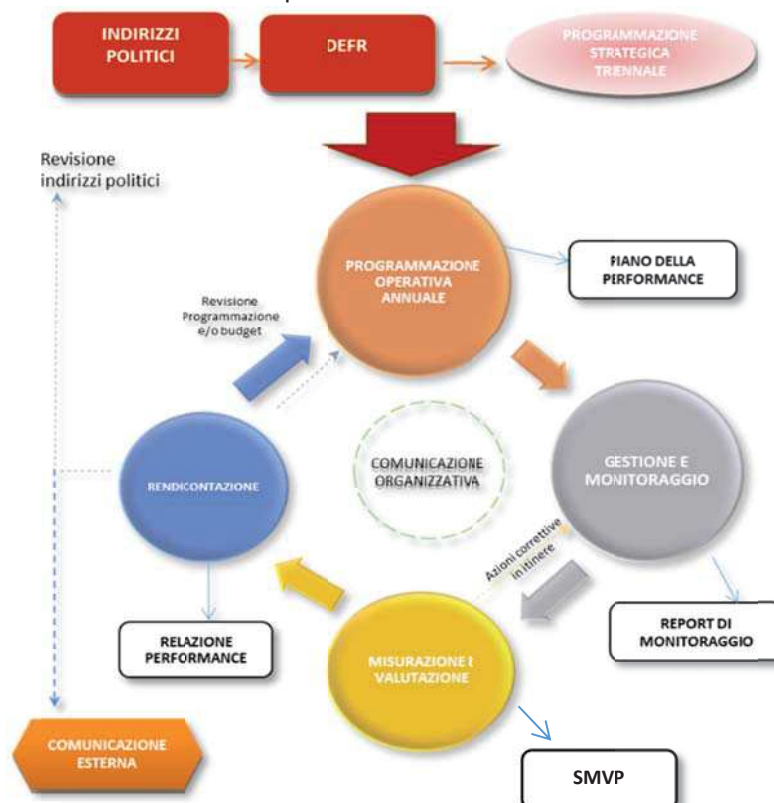 INDIRIZZI
POLITICI
DEFR
PROGRAMMAZIONE
STRATEGICA
TRIENNALE
Revisione
indirizzi politici
PROGRAMMAZIONE
OPERATIVA
ANNUALE
PIANO DELLA
PIRFORMANCE
Revisione
Programmazione
e/o budget
RENDICONTAZIONE
COMUNICAZIONE
ORGANIZZATIVA
GESTIONE E
MONITORAGGIO
Azioni correttive
in itinere
RELAZIONE
PERFORMANCE
MISURAZIONE E
VALUTAZIONE
REPORT DI
MONITORAGGIO
COMUNICAZIONE
ESTERNA
SMVP